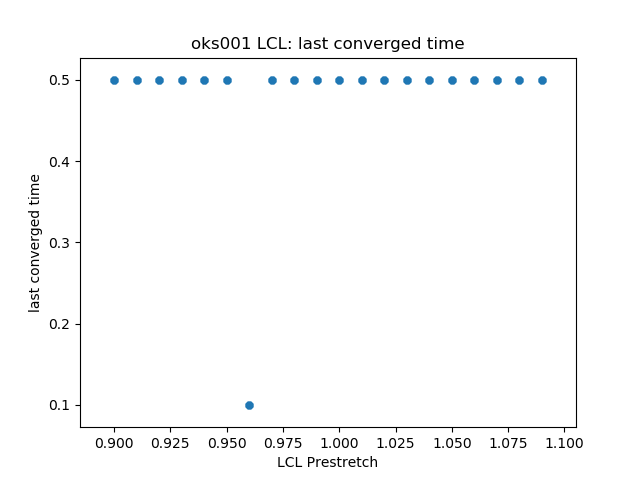 oks001 LCL: last converged time
0.5
0.4
0.3
0.2
0.1
last converged time
0.900 0.925 0.950 0.975 1.000 1.025 1.050 1.075 1.100
LCL Prestretch